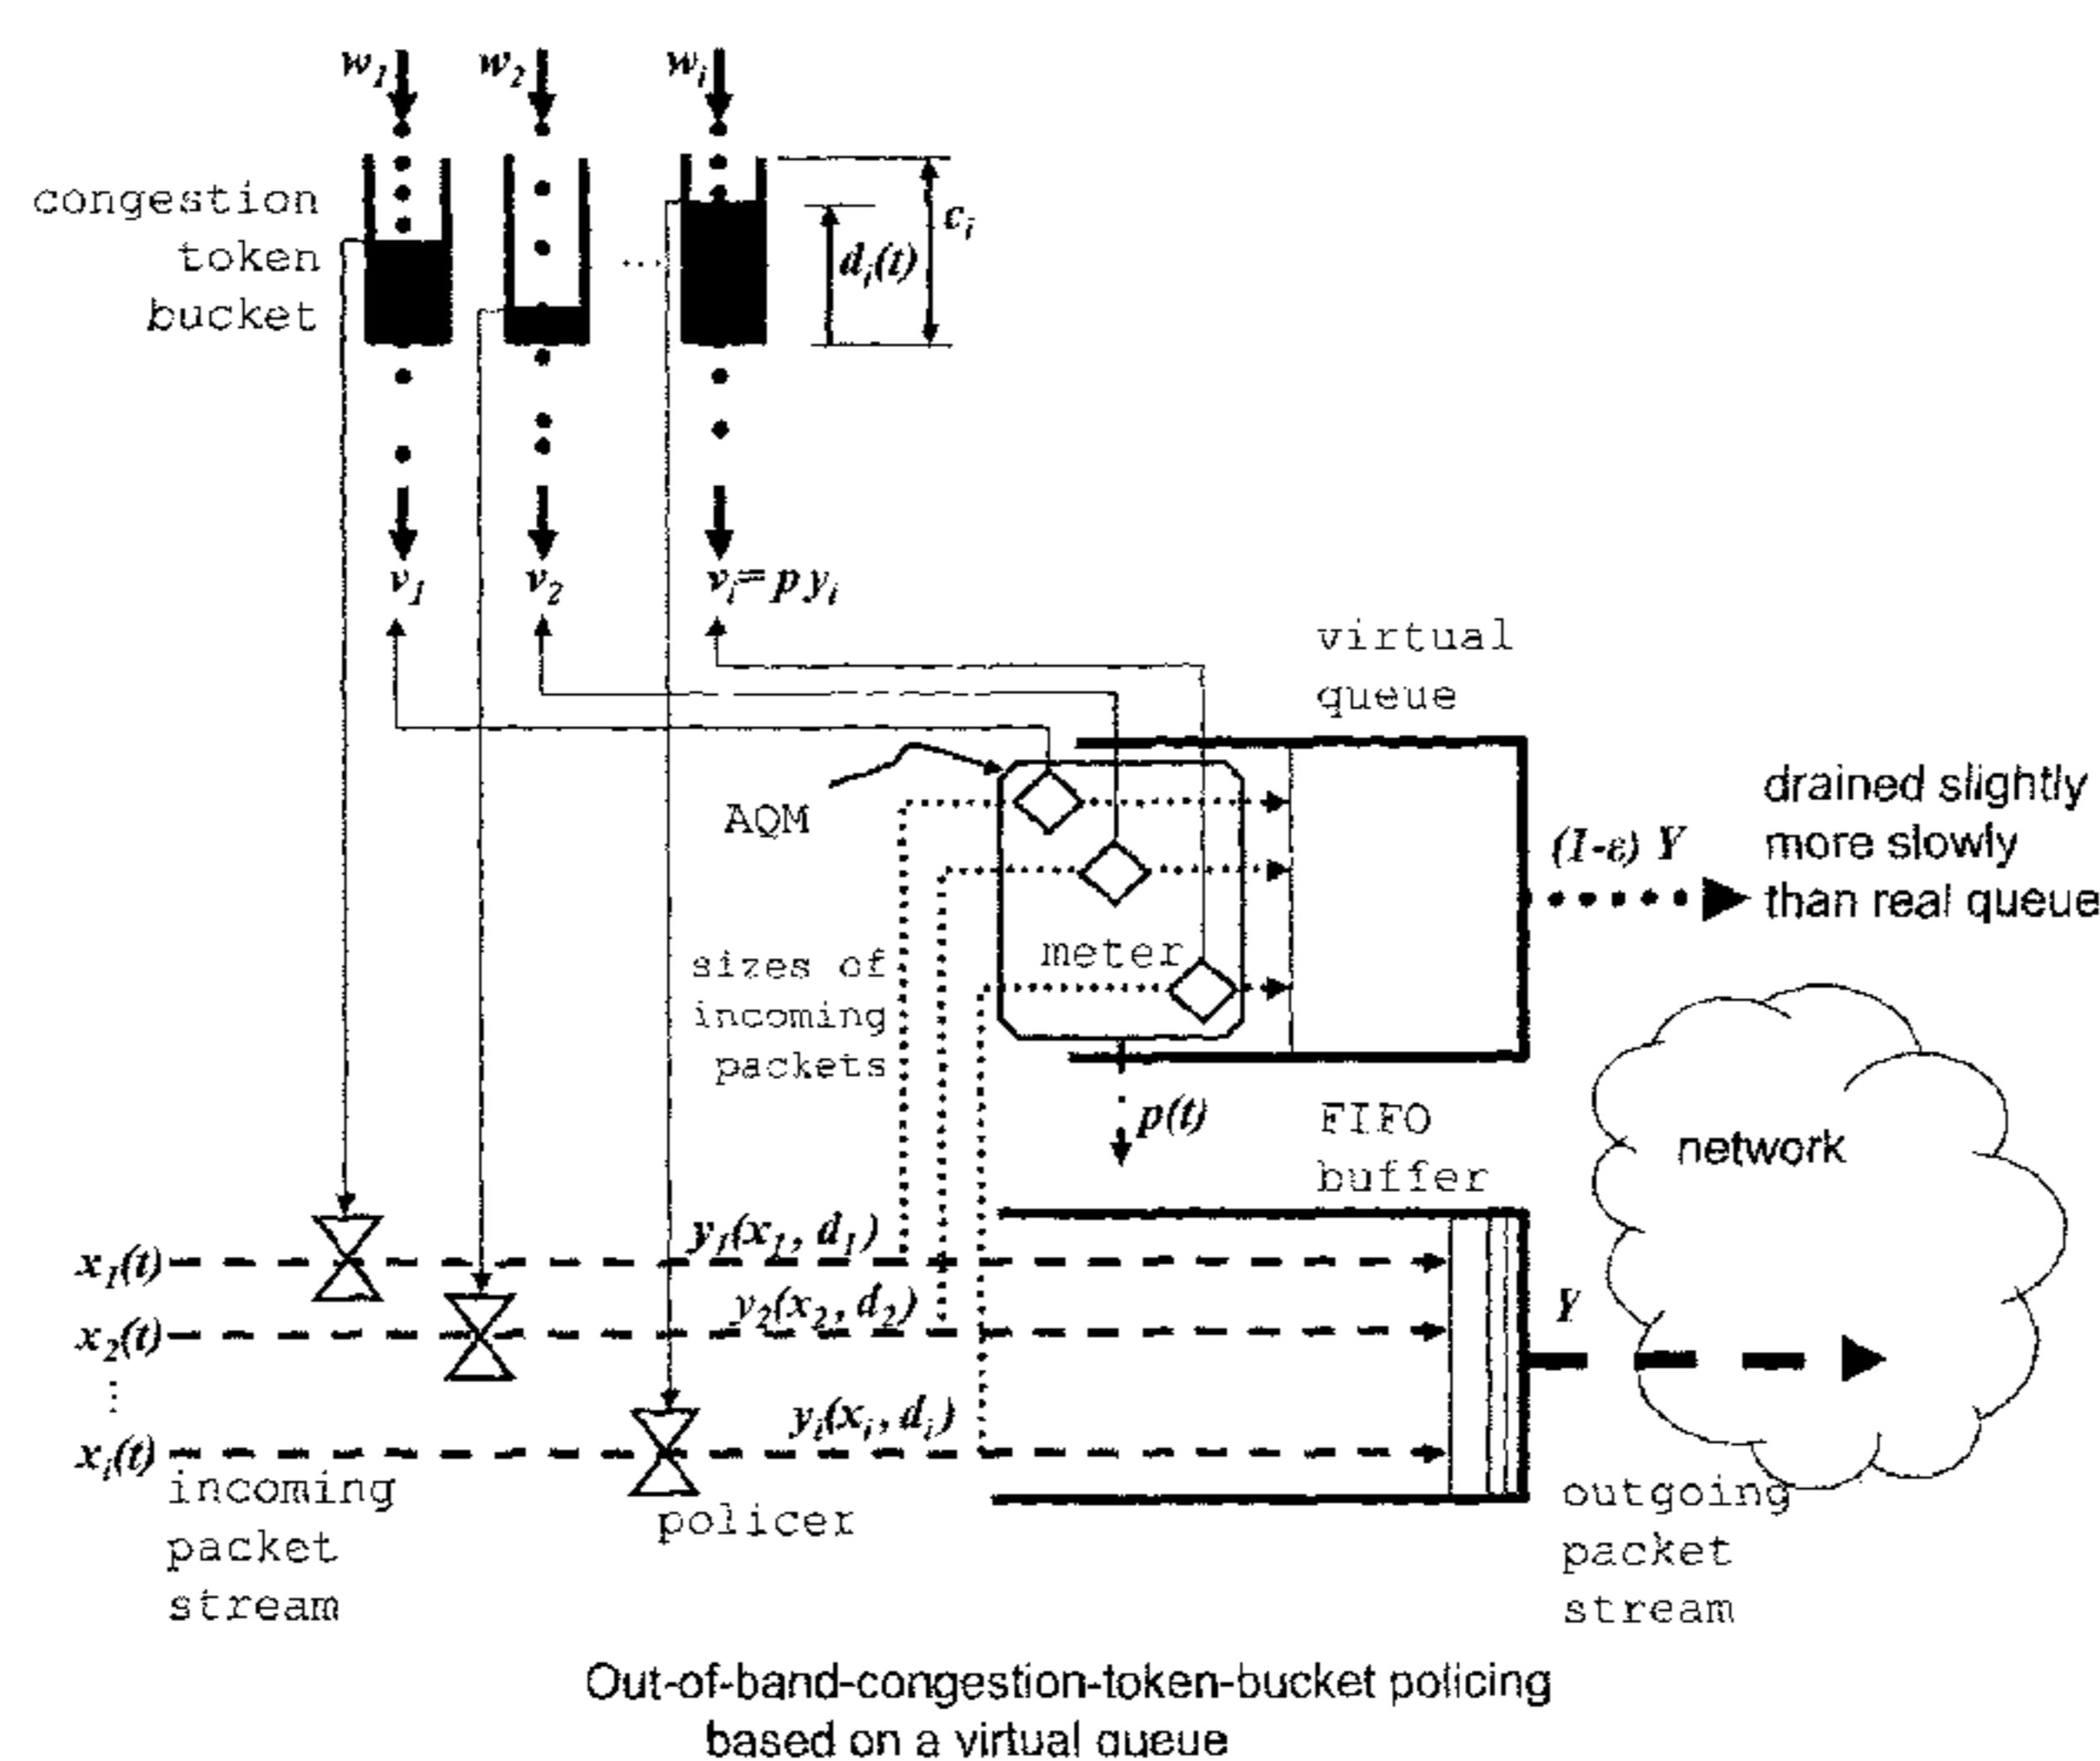 w1 w2 wi
congestion
token
bucket
ci
di(t)
...
v1 v2 vi= p yi
virtual
queue
AQM
drained slightly
more slowly
than real queue
(1-ε) Y
meter
sizes of
incoming
packets
p(t)
FIFO
buffer
network
x1(t)
y1(x1, d1)
x2(t)
y2(x2, d2)
Y
⋮
xi(t)
yi(xi, di)
incoming
packet
stream
policer
outgoing
packet
stream
Out-of-band-congestion-token-bucket policing
based on a virtual queue